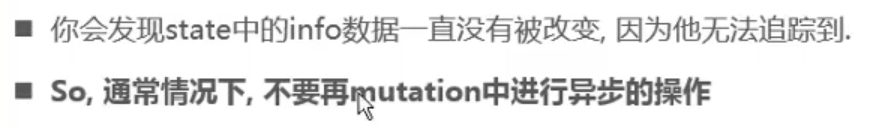 ■ 你会发现state中的info数据一直没有被改变, 因为他无法追踪到.
■ So, 通常情况下, 不要再mutation中进行异步的操作